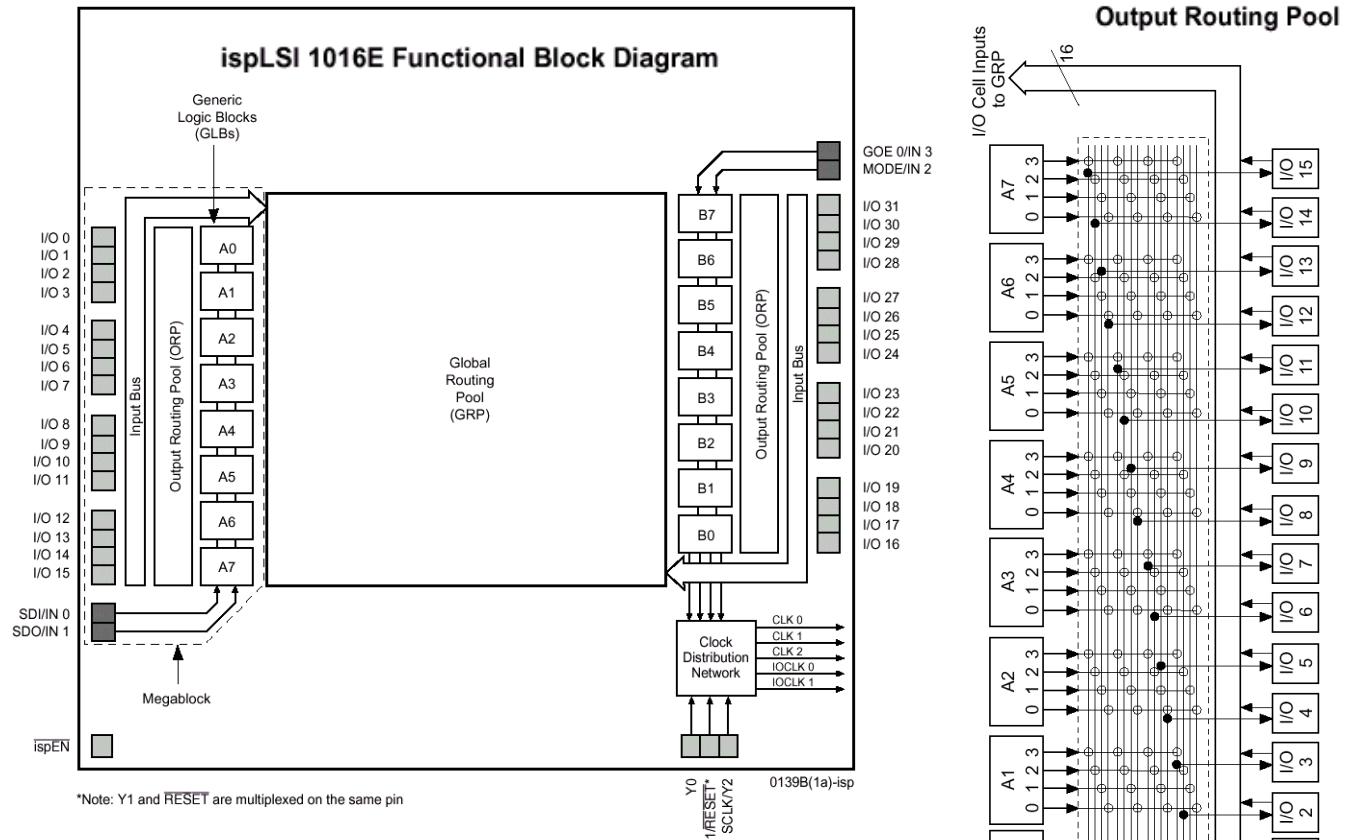 ispLSI 1016E Functional Block Diagram
Generic
Logic Blocks
(GLBs)
GOE 0/IN 3
MODE/IN 2
I/O 0
I/O 1
I/O 2
I/O 3
I/O 4
I/O 5
I/O 6
I/O 7
I/O 8
I/O 9
I/O 10
I/O 11
I/O 12
I/O 13
I/O 14
I/O 15
SDI/IN 0
SDO/IN 1
Input Bus
Output Routing Pool (ORP)
A0
A1
A2
A3
A4
A5
A6
A7
Global
Routing
Pool
(GRP)
B7
B6
B5
B4
B3
B2
B1
B0
Output Routing Pool (ORP)
Input Bus
I/O 31
I/O 30
I/O 29
I/O 28
I/O 27
I/O 26
I/O 25
I/O 24
I/O 23
I/O 22
I/O 21
I/O 20
I/O 19
I/O 18
I/O 17
I/O 16
Megablock
Clock
Distribution
Network
CLK 0
CLK 1
CLK 2
IOCLK 0
IOCLK 1
ispEN
Y0
1/RESET*
SCLK/Y2
0139B(1a)-isp
*Note: Y1 and RESET are multiplexed on the same pin
Output Routing Pool
I/O Cell Inputs
to GRP
16
A7
3
2
1
0
A6
3
2
1
0
A5
3
2
1
0
A4
3
2
1
0
A3
3
2
1
0
A2
3
2
1
0
A1
3
2
1
0
I/O 15
I/O 14
I/O 13
I/O 12
I/O 11
I/O 10
I/O 9
I/O 8
I/O 7
I/O 6
I/O 5
I/O 4
I/O 3
I/O 2